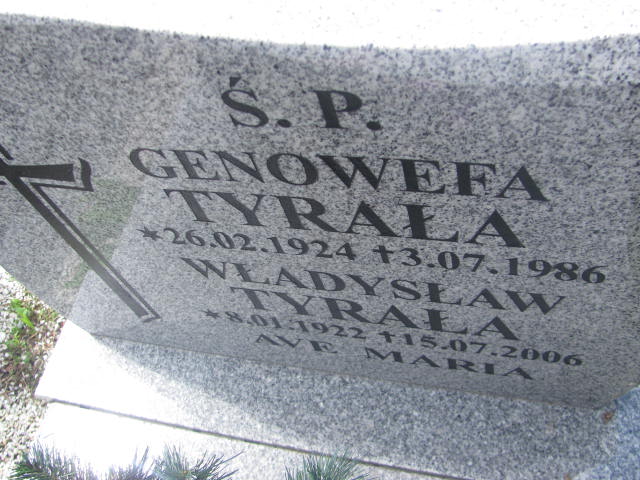 Ś. P.
GENOWEFA
TYRAŁA
*26.02.1924 †3.07.1986
WŁADYSŁAW
TYRAŁA
*8.01.1922 †15.07.2006
AVE MARIA